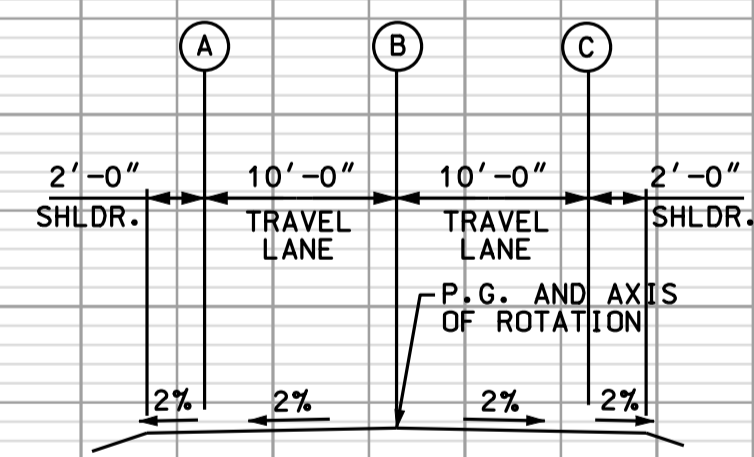 A B C
2'-0" 10'-0" 10'-0" 2'-0"
SHLDR. TRAVEL LANE TRAVEL LANE SHLDR.
P.G. AND AXIS
OF ROTATION
2% 2% 2% 2%